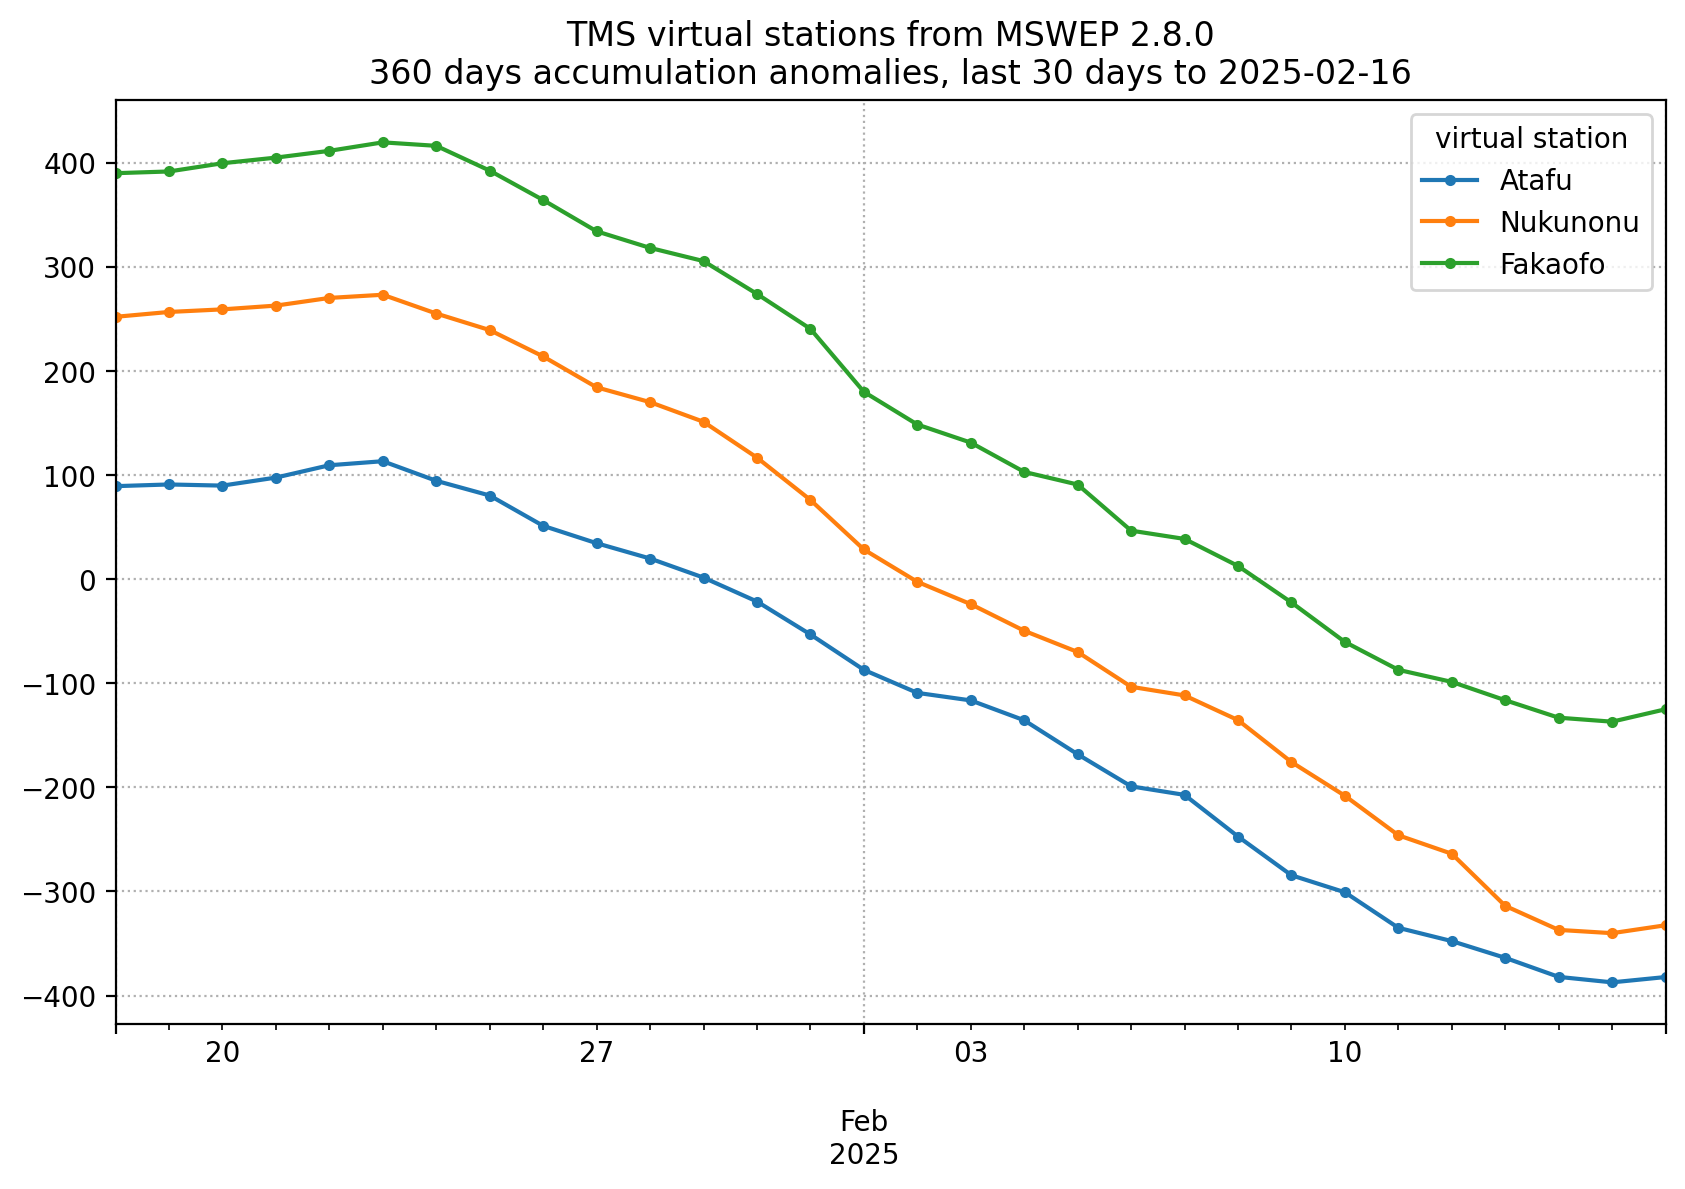 TMS virtual stations from MSWEP 2.8.0
360 days accumulation anomalies, last 30 days to 2025-02-16
virtual station
Atafu
Nukunonu
Fakaofo
400
300
200
100
0
−100
−200
−300
−400
20
27
03
10
Feb
2025